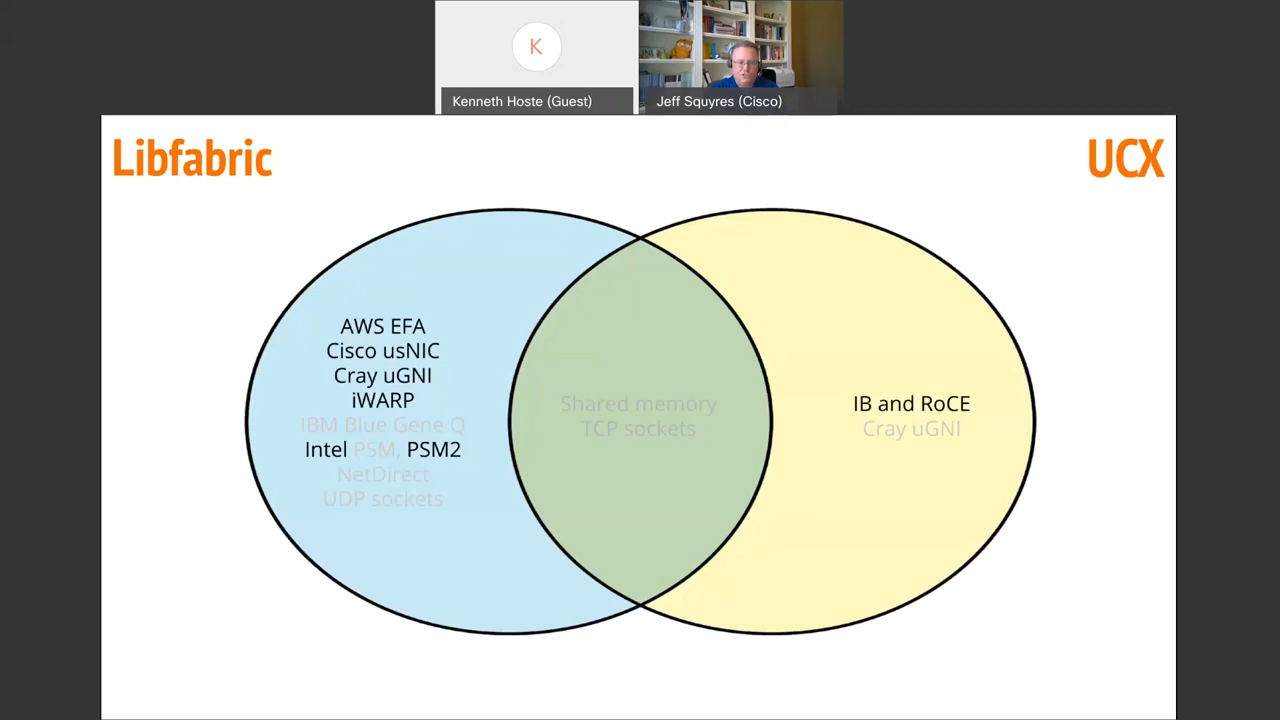 K
Kenneth Hoste (Guest)
Jeff Squyres (Cisco)
Libfabric
UCX
AWS EFA
Cisco usNIC
Cray uGNI
iWARP
IBM Blue Gene Q
Intel PSM, PSM2
NetDirect
UDP sockets
Shared memory
TCP sockets
IB and RoCE
Cray uGNI